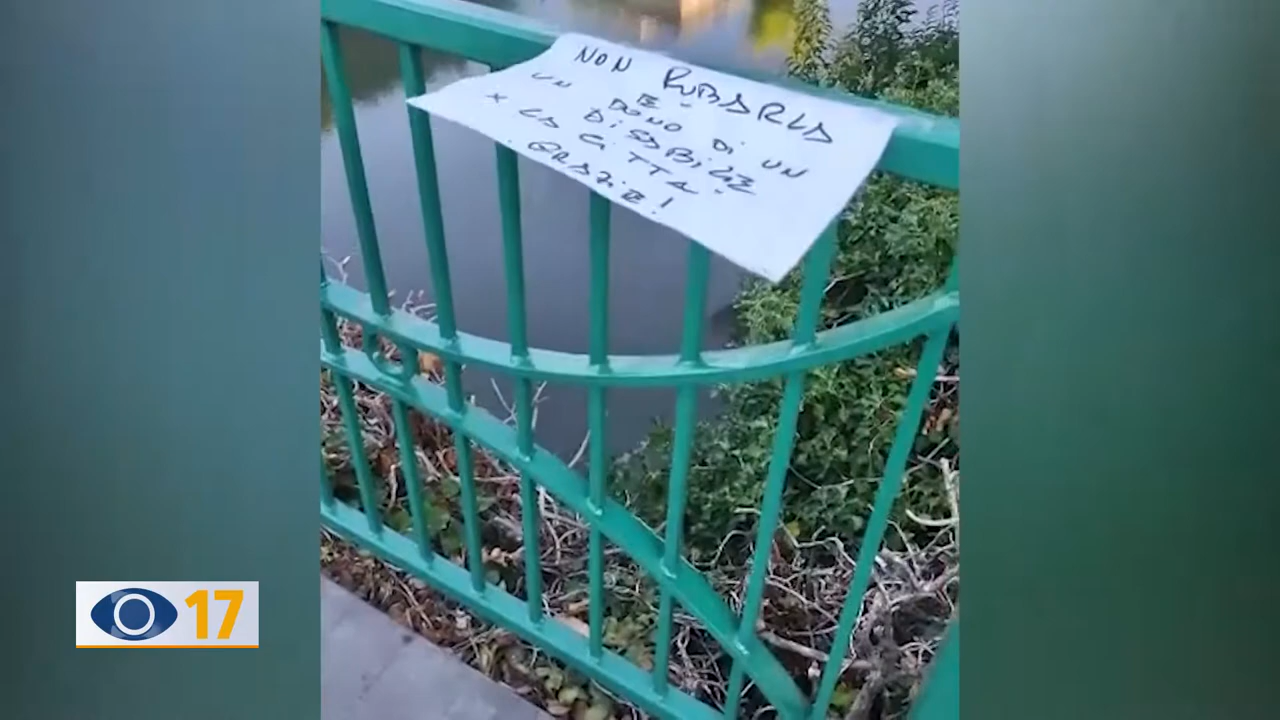 NON RUBARLA
È
UN DONO DI UN
DISABILE
X LA CITTÀ.
GRAZIE!
17